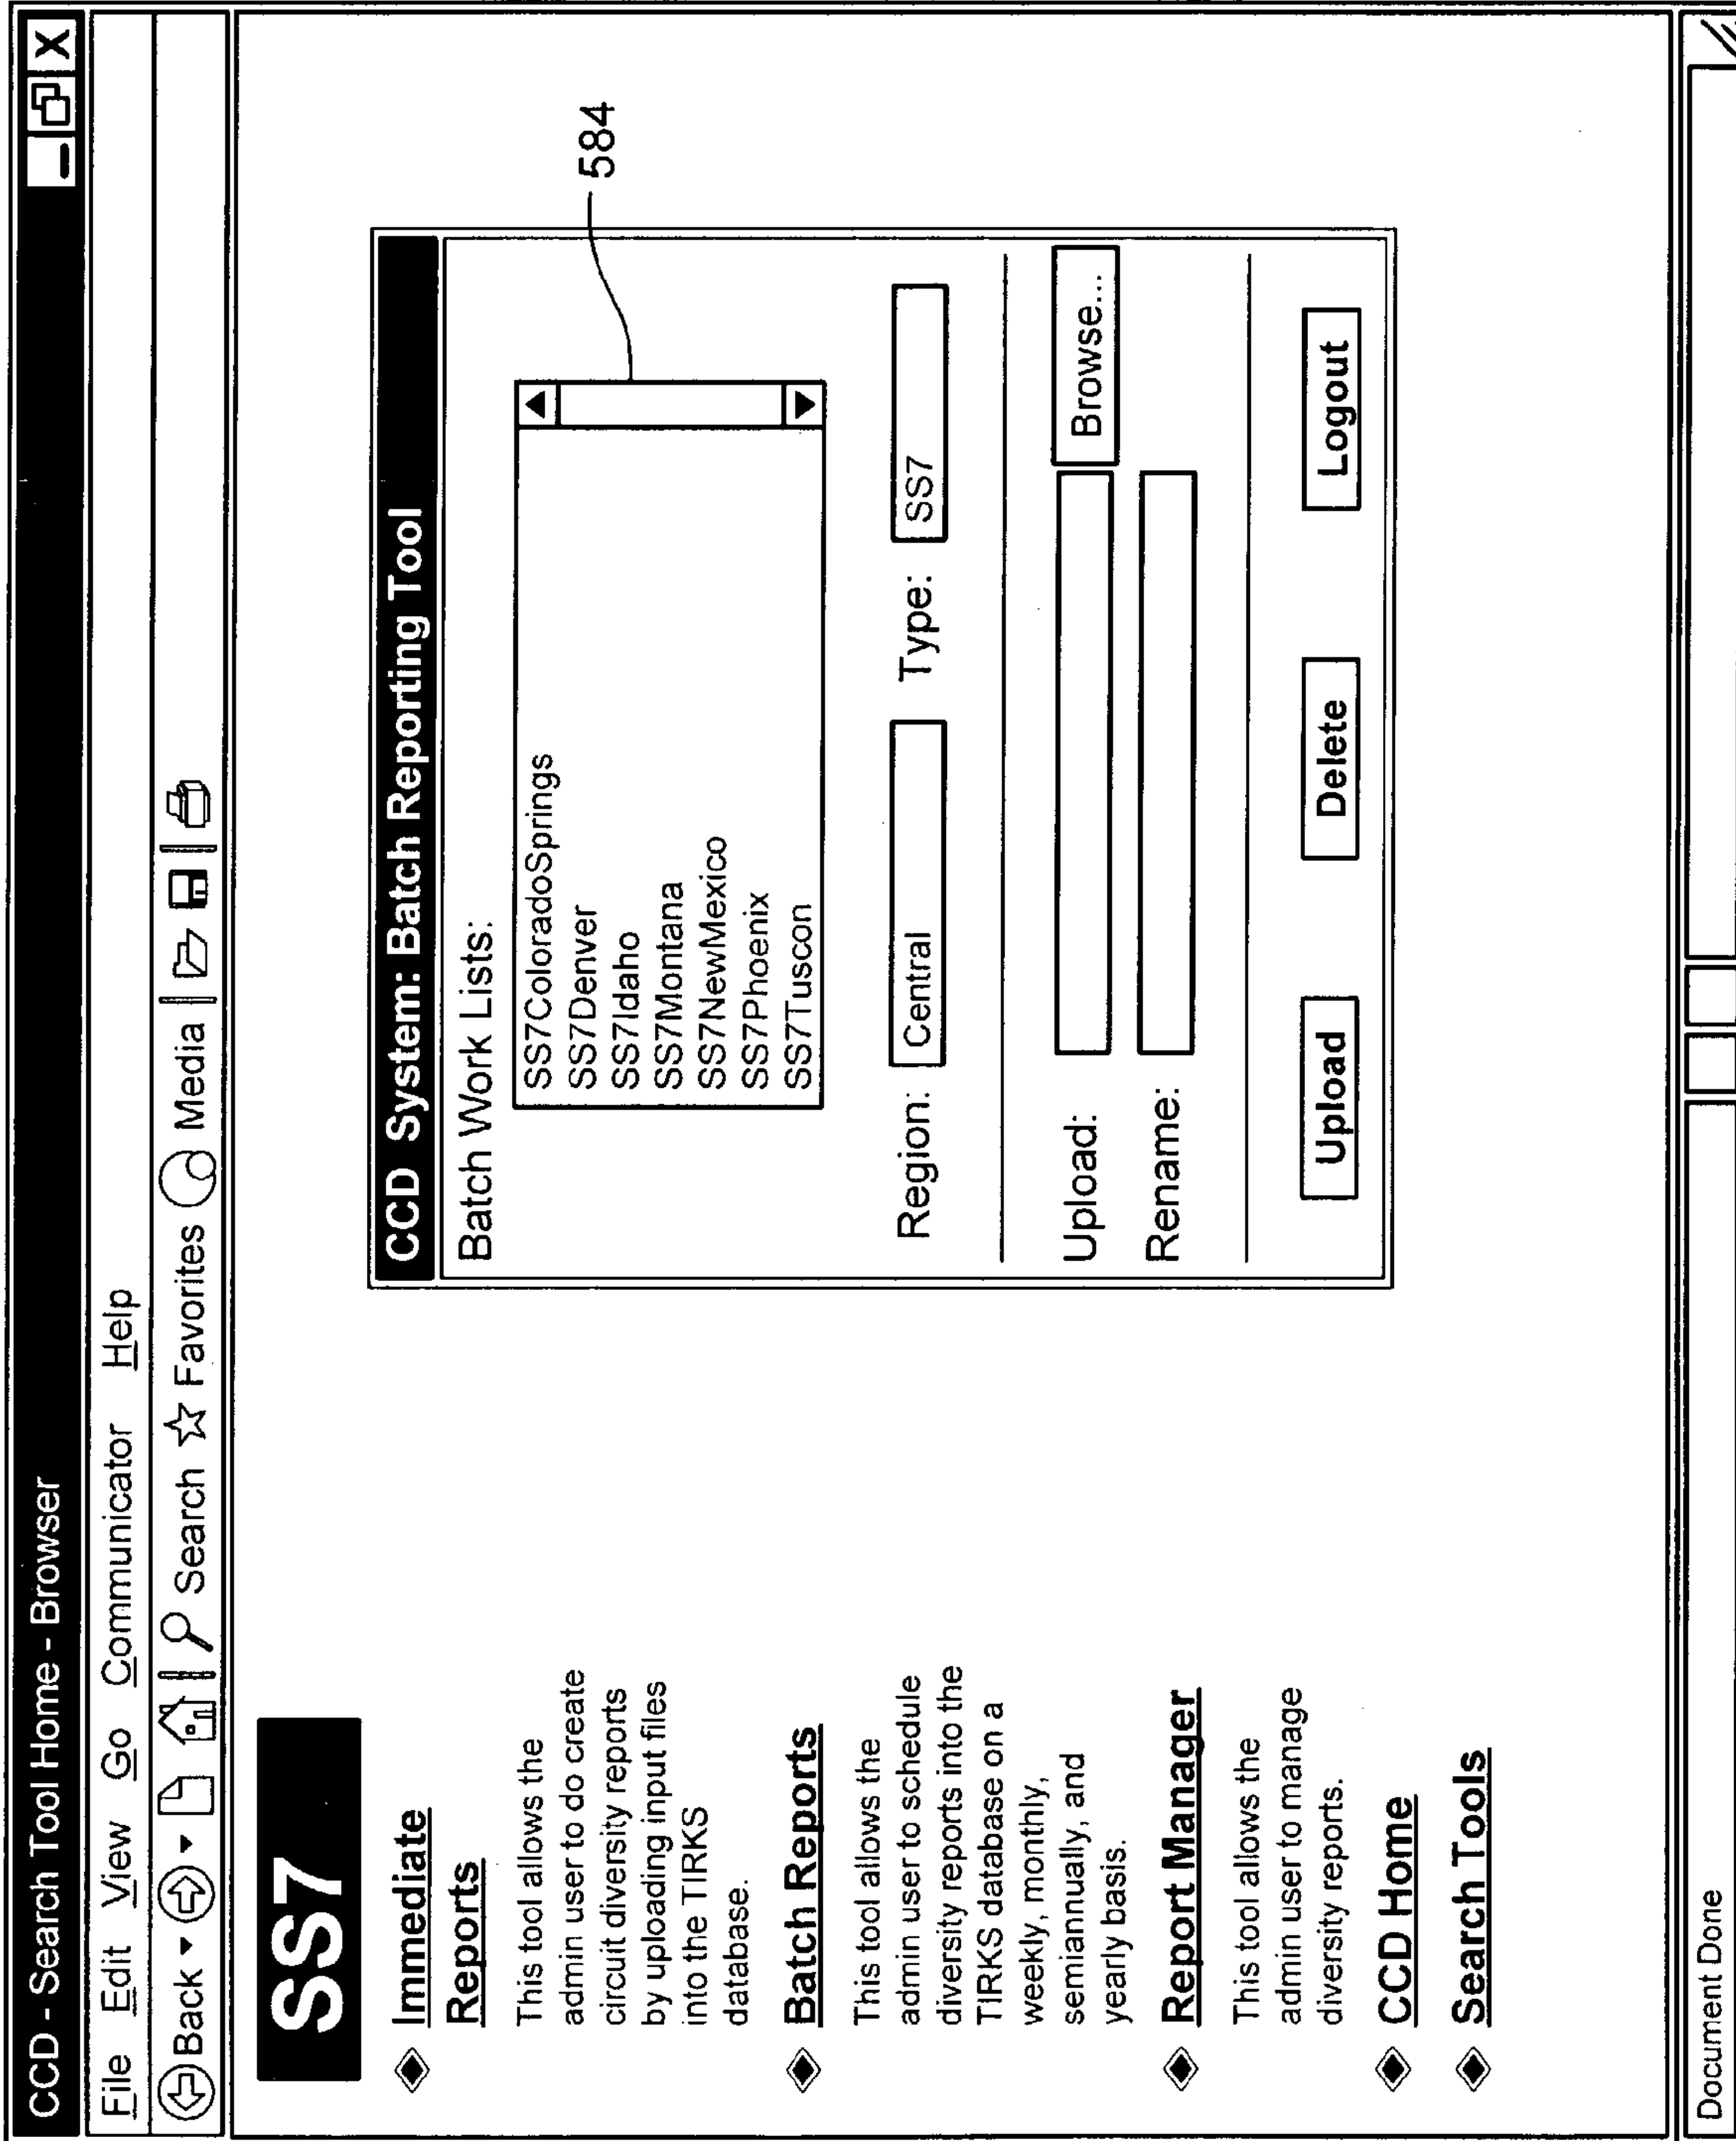 CCD - Search Tool Home - Browser
File Edit View Go Communicator Help
Back Search Favorites Media
SS7
Immediate
Reports
This tool allows the
admin user to do create
circuit diversity reports
by uploading input files
into the TIRKS
database.
Batch Reports
This tool allows the
admin user to schedule
diversity reports into the
TIRKS database on a
weekly, monthly,
semiannually, and
yearly basis.
Report Manager
This tool allows the
admin user to manage
diversity reports.
CCD Home
Search Tools
CCD System: Batch Reporting Tool
Batch Work Lists:
SS7ColoradoSprings
SS7Denver
SS7Idaho
SS7Montana
SS7NewMexico
SS7Phoenix
SS7Tuscon
584
Region: Central Type: SS7
Upload: Browse...
Rename:
Upload Delete Logout
Document Done